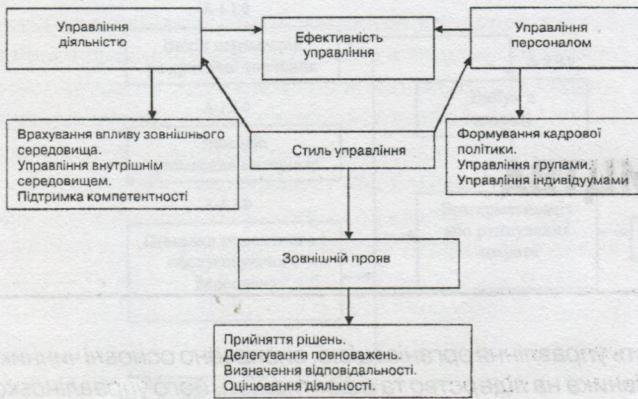 Управління
діяльністю
Ефективність
управління
Управління
персоналом
Врахування впливу зовнішнього
середовища.
Управління внутрішнім
середовищем.
Підтримка компетентності
Стиль управління
Формування кадрової
політики.
Управління групами.
Управління індивідуумами
Зовнішній прояв
Прийняття рішень.
Делегування повноважень.
Визначення відповідальності.
Оцінювання діяльності.